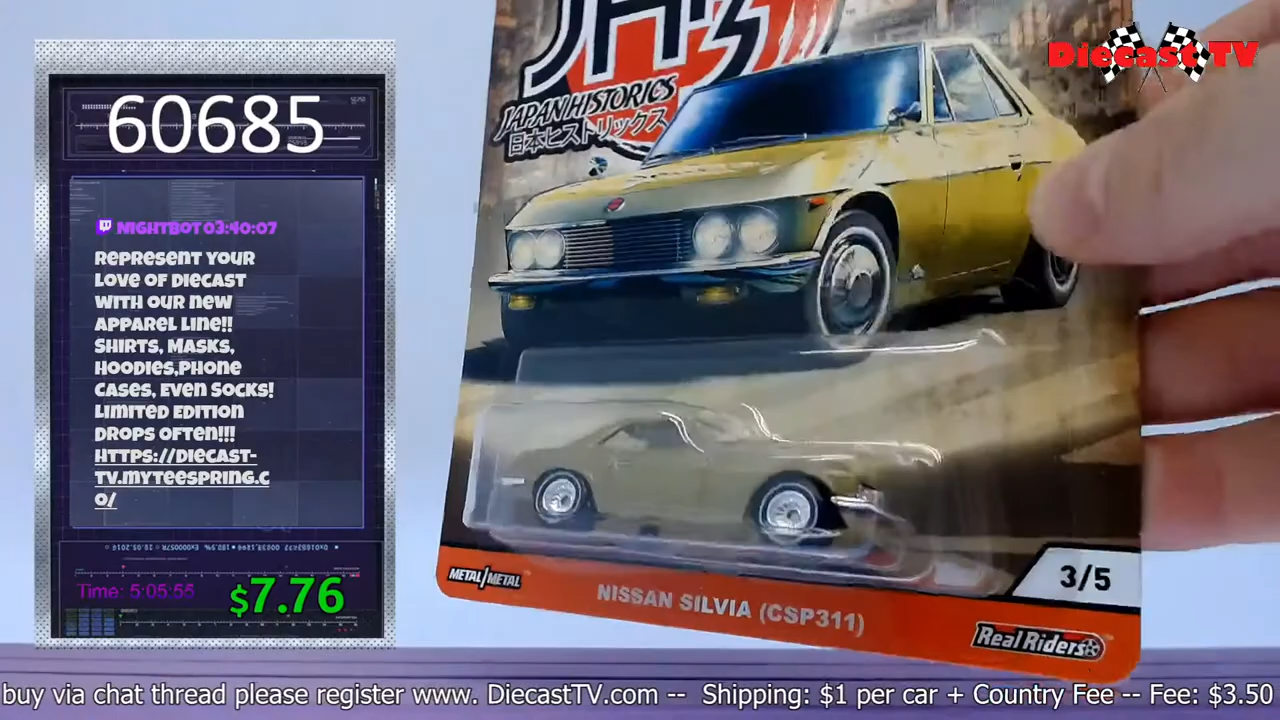 60685
NIGHTBOT 03:40:07
REPRESENT YOUR
LOVE OF DIECAST
WITH OUR NEW
APPAREL LINE!!
SHIRTS, MASKS,
HOODIES,PHONE
CASES, EVEN SOCKS!
LIMITED EDITION
DROPS OFTEN!!!
HTTPS://DIECAST-
TV.MYTEESPRING.C
O/
Time: 5:05:55
$7.76
Diecast TV
JH3
JAPAN HISTORICS
日本ヒストリックス
METAL/METAL
NISSAN SILVIA (CSP311)
3/5
Real Riders
buy via chat thread please register www. DiecastTV.com -- Shipping: $1 per car + Country Fee -- Fee: $3.50